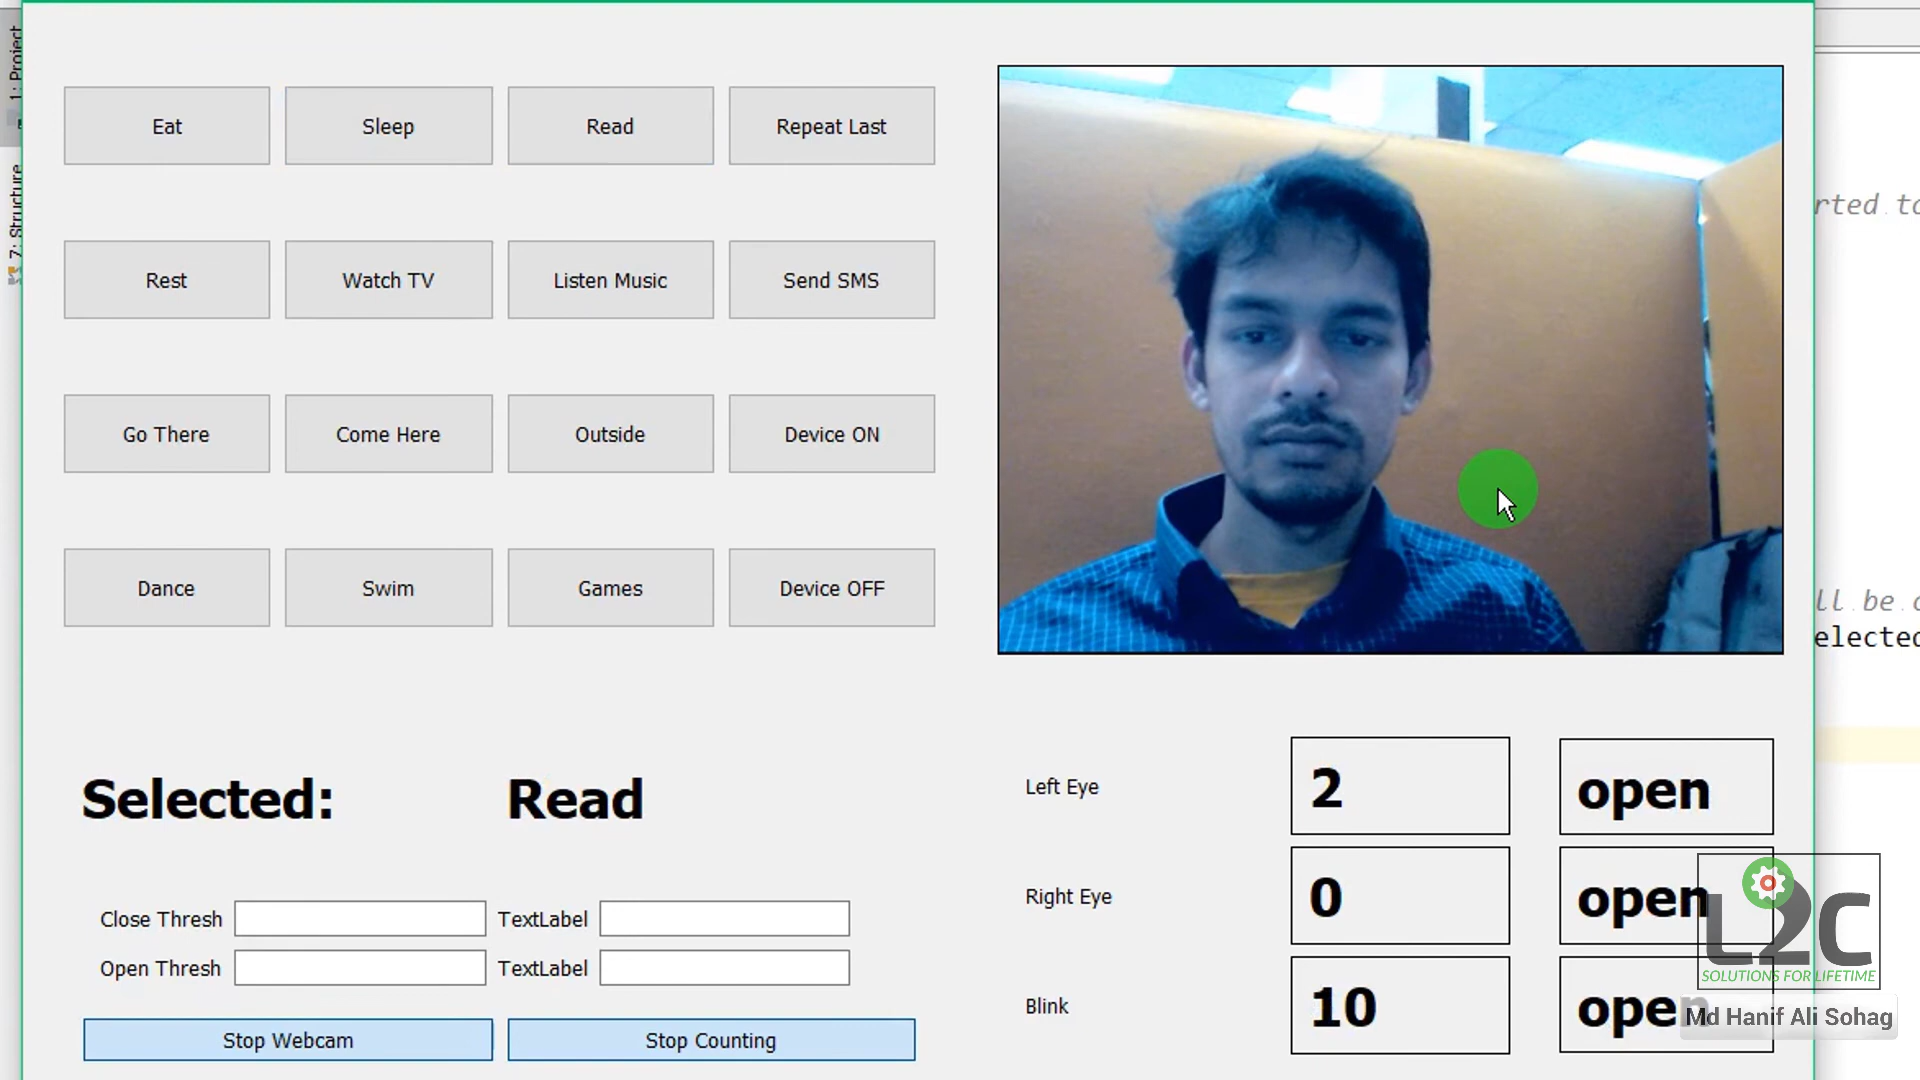 1: Project
7: Structure
Eat Sleep Read Repeat Last
Rest Watch TV Listen Music Send SMS
Go There Come Here Outside Device ON
Dance Swim Games Device OFF
Selected: Read
Close Thresh TextLabel
Open Thresh TextLabel
Stop Webcam Stop Counting
Left Eye 2 open
Right Eye 0 open
Blink 10 open
rted to
ll be
elected
L2C
SOLUTIONS FOR LIFETIME
Md Hanif Ali Sohag